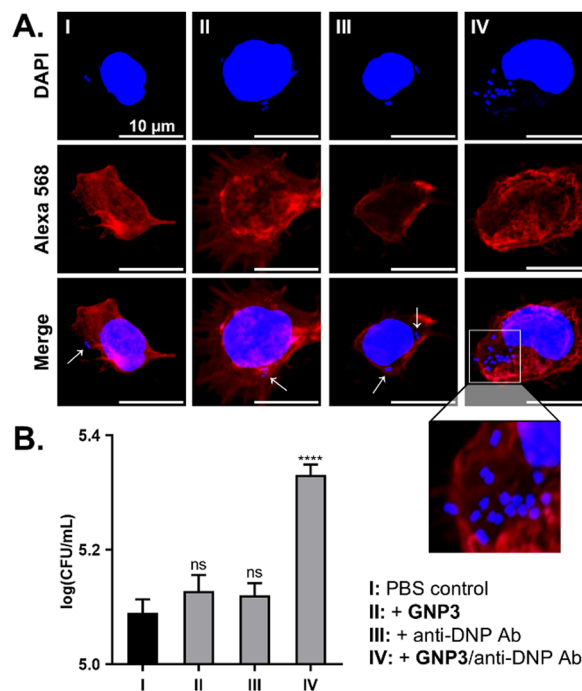 A.
I II III IV
DAPI
10 μm
Alexa 568
Merge
B.
log(CFU/mL)
5.4
5.2
5.0
ns
ns
****
I II III IV
I: PBS control
II: + GNP3
III: + anti-DNP Ab
IV: + GNP3/anti-DNP Ab